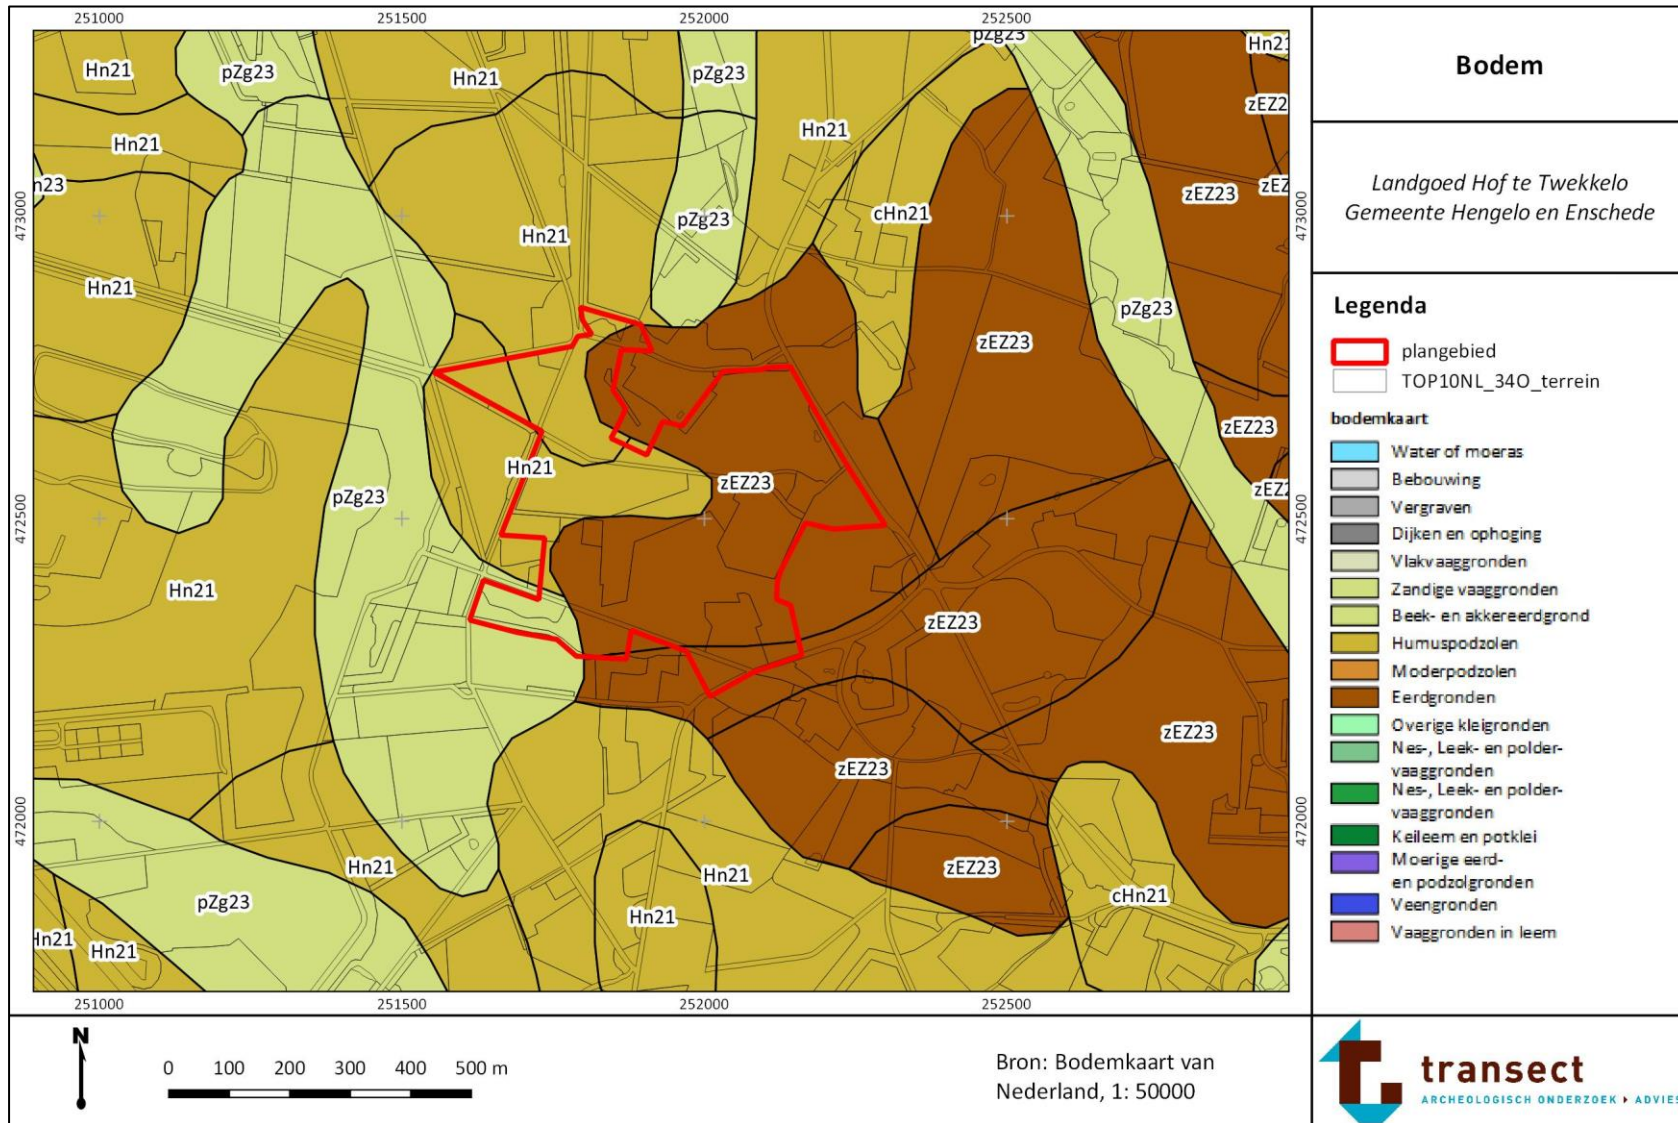 251000 251500 252000 252500
473000
472500
472000
473000
472500
472000
Hn21
pZg23
Hn21
pZg23
pZg23
Hn21
zEZ23
Hn21
Hn21
cHn21
zEZ23
pZg23
Hn21
Hn21
pZg23
zEZ23
zEZ23
Hn21
pZg23
zEZ23
Hn21
zEZ23
zEZ23
zEZ23
Hn21
Hn21
zEZ23
cHn21
pZg23
Hn21
Hn21
251000 251500 252000 252500
Bodem
Landgoed Hof te Twekkelo
Gemeente Hengelo en Enschede
Legenda
plangebied
TOP10NL_34O_terrein
bodemkaart
Water of moeras
Bebouwing
Vergraven
Dijken en ophoging
Vlakvaaggronden
Zandige vaaggronden
Beek- en akkereerdgrond
Humuspodzolen
Moderpodzolen
Eerdgronden
Overige kleigronden
Nes-, Leek- en polder-
vaaggronden
Nes-, Leek- en polder-
vaaggronden
Keileem en potklei
Moerige eerd-
en podzolgronden
Veengronden
Vaaggronden in leem
N
0 100 200 300 400 500 m
Bron: Bodemkaart van
Nederland, 1: 50000
transect
ARCHEOLOGISCH ONDERZOEK ▸ ADVIES